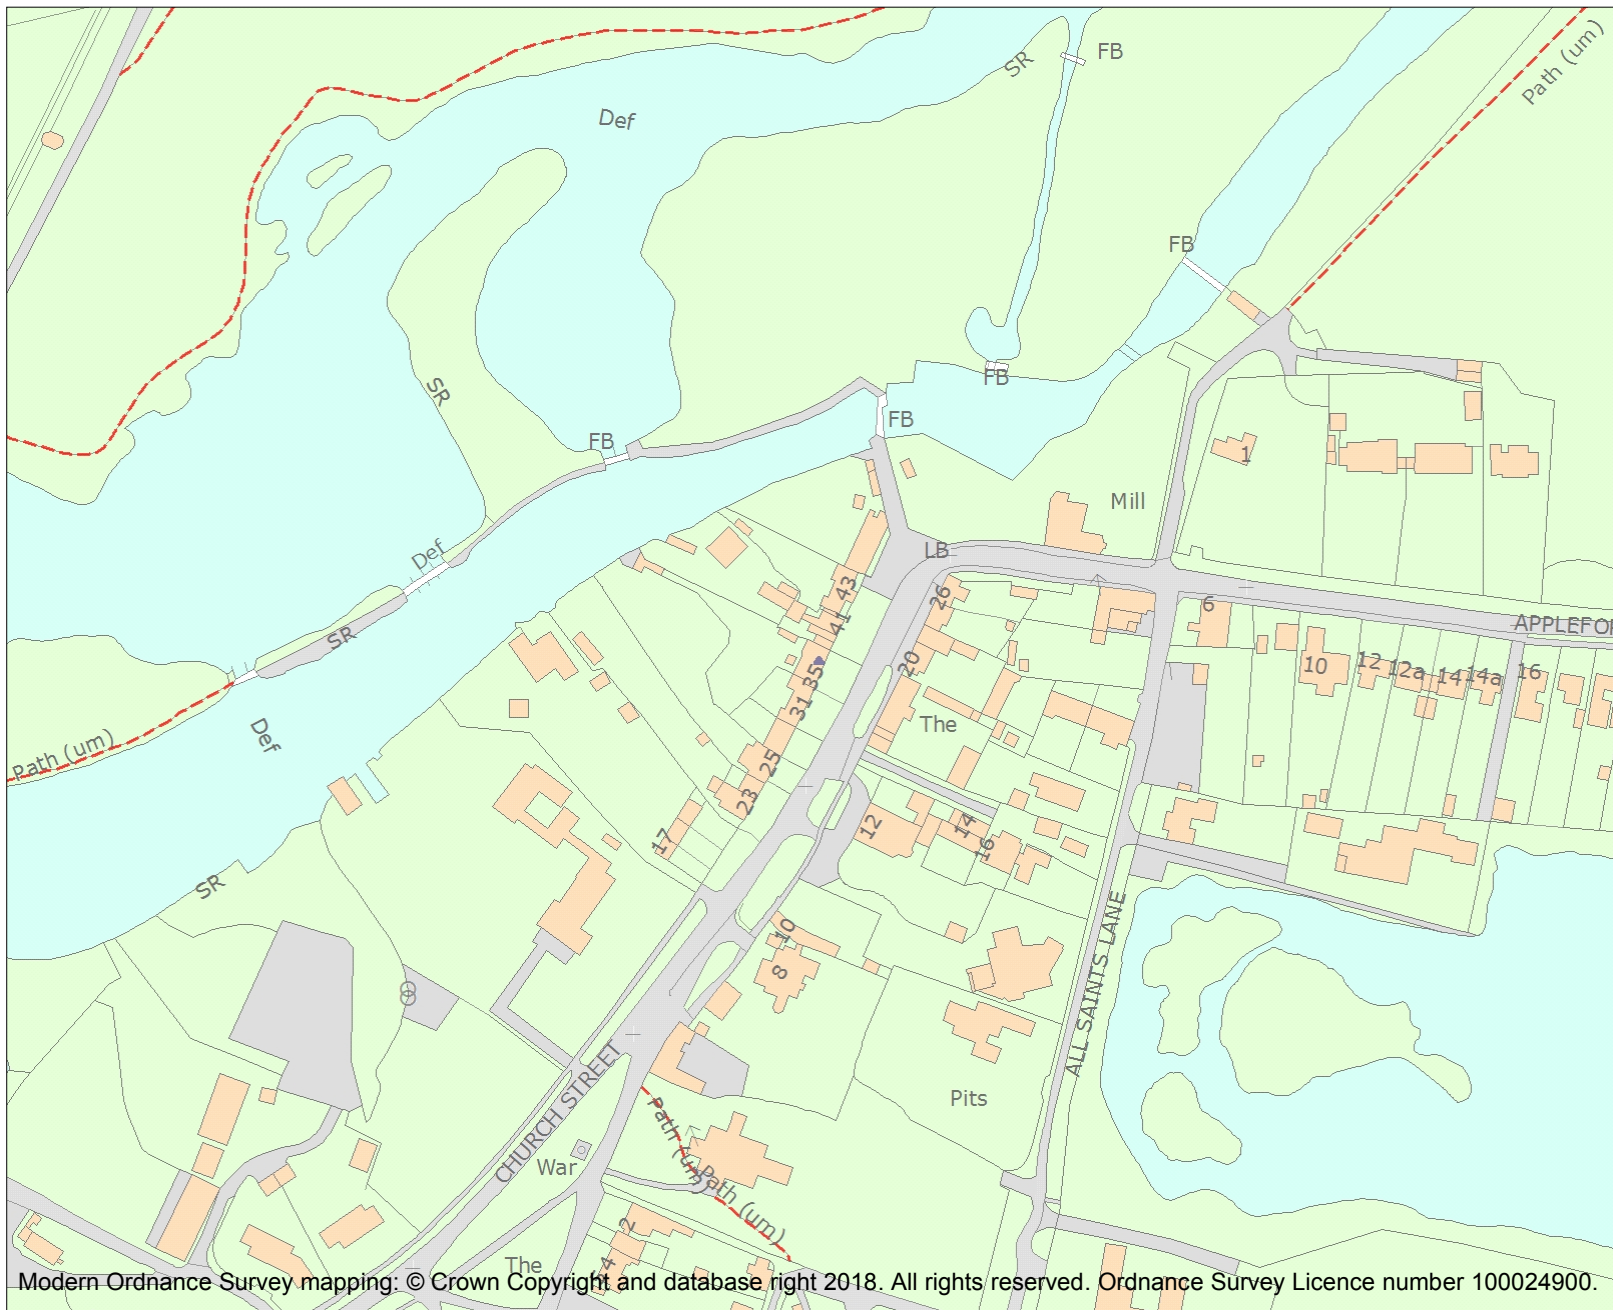 FB
SR
Path (um)
Def
FB
FB
SR
FB
FB
1
Mill
Def
LB
43
26
6
41
APPLEFOR
SR
20
35
10
12
12a
14
14a
16
31
The
Def
Path (um)
25
23
12
14
17
16
SR
10
ALL SAINTS LANE
8
CHURCH STREET
Pits
Path (um)
War
Path (um)
2
The
54
Modern Ordnance Survey mapping: © Crown Copyright and database right 2018. All rights reserved. Ordnance Survey Licence number 100024900.